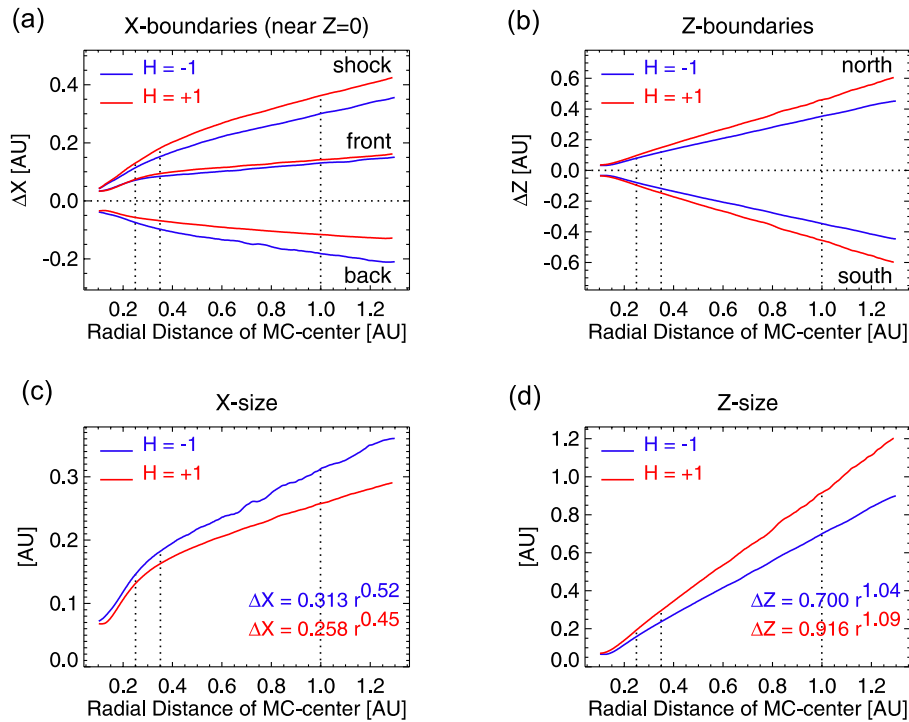 (a)
X-boundaries (near Z=0)
H = -1
H = +1
shock
front
back
ΔX [AU]
0.4
0.2
0.0
-0.2
0.2 0.4 0.6 0.8 1.0 1.2
Radial Distance of MC-center [AU]
(b)
Z-boundaries
H = -1
H = +1
north
south
ΔZ [AU]
0.6
0.4
0.2
0.0
-0.2
-0.4
-0.6
0.2 0.4 0.6 0.8 1.0 1.2
Radial Distance of MC-center [AU]
(c)
X-size
H = -1
H = +1
[AU]
0.3
0.2
0.1
0.0
ΔX = 0.313 r^0.52
ΔX = 0.258 r^0.45
0.2 0.4 0.6 0.8 1.0 1.2
Radial Distance of MC-center [AU]
(d)
Z-size
H = -1
H = +1
[AU]
1.2
1.0
0.8
0.6
0.4
0.2
0.0
ΔZ = 0.700 r^1.04
ΔZ = 0.916 r^1.09
0.2 0.4 0.6 0.8 1.0 1.2
Radial Distance of MC-center [AU]